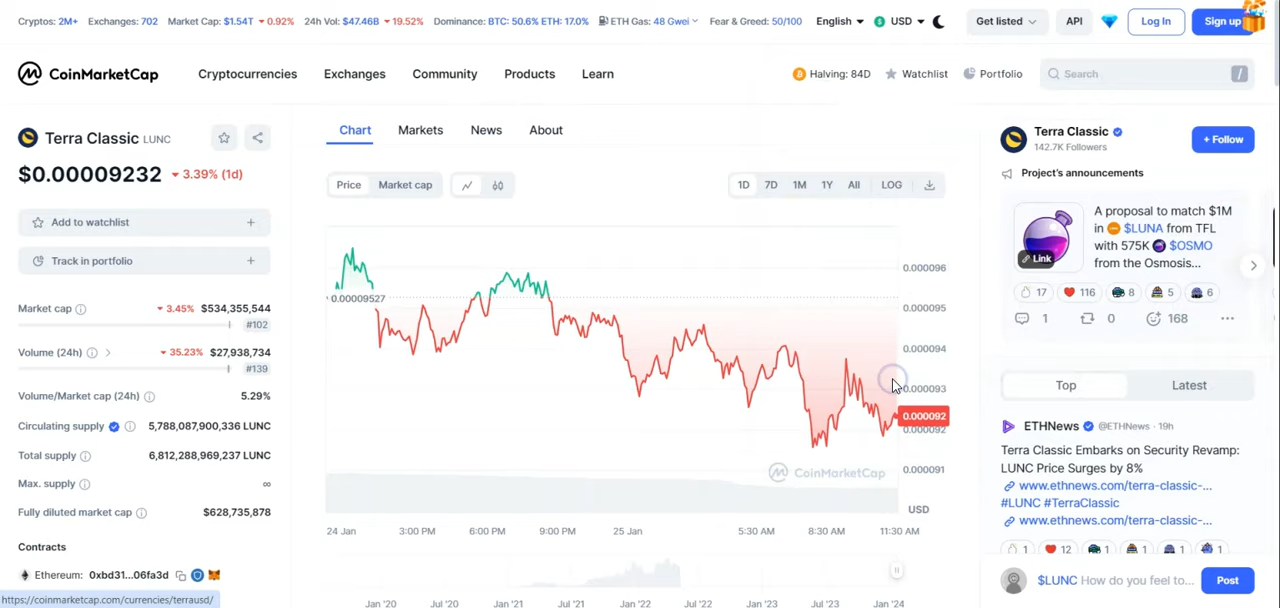 Cryptos: 2M+ Exchanges: 702 Market Cap: $1.54T 0.92% 24h Vol: $47.46B 19.52% Dominance: BTC: 50.6% ETH: 17.0% ETH Gas: 48 Gwei Fear & Greed: 50/100 English USD Get listed API Log In Sign up
CoinMarketCap Cryptocurrencies Exchanges Community Products Learn Halving: 84D Watchlist Portfolio Search /
Terra Classic LUNC
$0.00009232 3.39% (1d)
Add to watchlist +
Track in portfolio +
Market cap 3.45% $534,355,544
#102
Volume (24h) 35.23% $27,938,734
#139
Volume/Market cap (24h) 5.29%
Circulating supply 5,788,087,900,336 LUNC
Total supply 6,812,288,969,237 LUNC
Max. supply ∞
Fully diluted market cap $628,735,878
Contracts
Ethereum: 0xbd31...06fa3d
https://coinmarketcap.com/currencies/terrausd/
Chart Markets News About
Price Market cap 1D 7D 1M 1Y All LOG
0.00009527
0.000096
0.000095
0.000094
0.000093
0.000092
0.000092
0.000091
CoinMarketCap
USD
24 Jan 3:00 PM 6:00 PM 9:00 PM 25 Jan 5:30 AM 8:30 AM 11:30 AM
Jan '20 Jul '20 Jan '21 Jul '21 Jan '22 Jul '22 Jan '23 Jul '23 Jan '24
Terra Classic
142.7K Followers
+ Follow
Project's announcements
Link
A proposal to match $1M
in $LUNA from TFL
with 575K $OSMO
from the Osmosis...
17 116 8 5 6
1 0 168 ...
Top Latest
ETHNews @ETHNews · 19h
Terra Classic Embarks on Security Revamp:
LUNC Price Surges by 8%
www.ethnews.com/terra-classic-...
#LUNC #TerraClassic
www.ethnews.com/terra-classic-...
1 12 1 1 1 1
$LUNC How do you feel to... Post